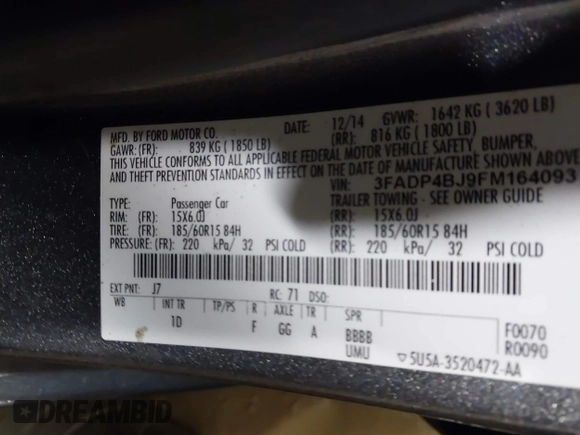 MFD. BY FORD MOTOR CO.
DATE: 12/14 GVWR: 1642 KG ( 3620 LB)
GAWR: (FR): 839 KG ( 1850 LB) (RR): 816 KG ( 1800 LB)
THIS VEHICLE CONFORMS TO ALL APPLICABLE FEDERAL MOTOR VEHICLE SAFETY, BUMPER,
AND THEFT PREVENTION STANDARDS IN EFFECT ON THE DATE OF MANUFACTURE SHOWN ABOVE
VIN: 3FADP4BJ9FM164093
TYPE: Passenger Car TRAILER TOWING - SEE OWNER GUIDE
RIM: (FR): 15X6.0J (RR): 15X6.0J
TIRE: (FR): 185/60R15 84H (RR): 185/60R15 84H
PRESSURE: (FR): 220 kPa/ 32 PSI COLD (RR): 220 kPa/ 32 PSI COLD
EXT PNT: J7 RC: 71 DSO:
WB INT TR TP/PS R AXLE TR SPR
1D F GG A BBBB F0070
UMU R0090
5U5A-3520472-AA
DREAMBID